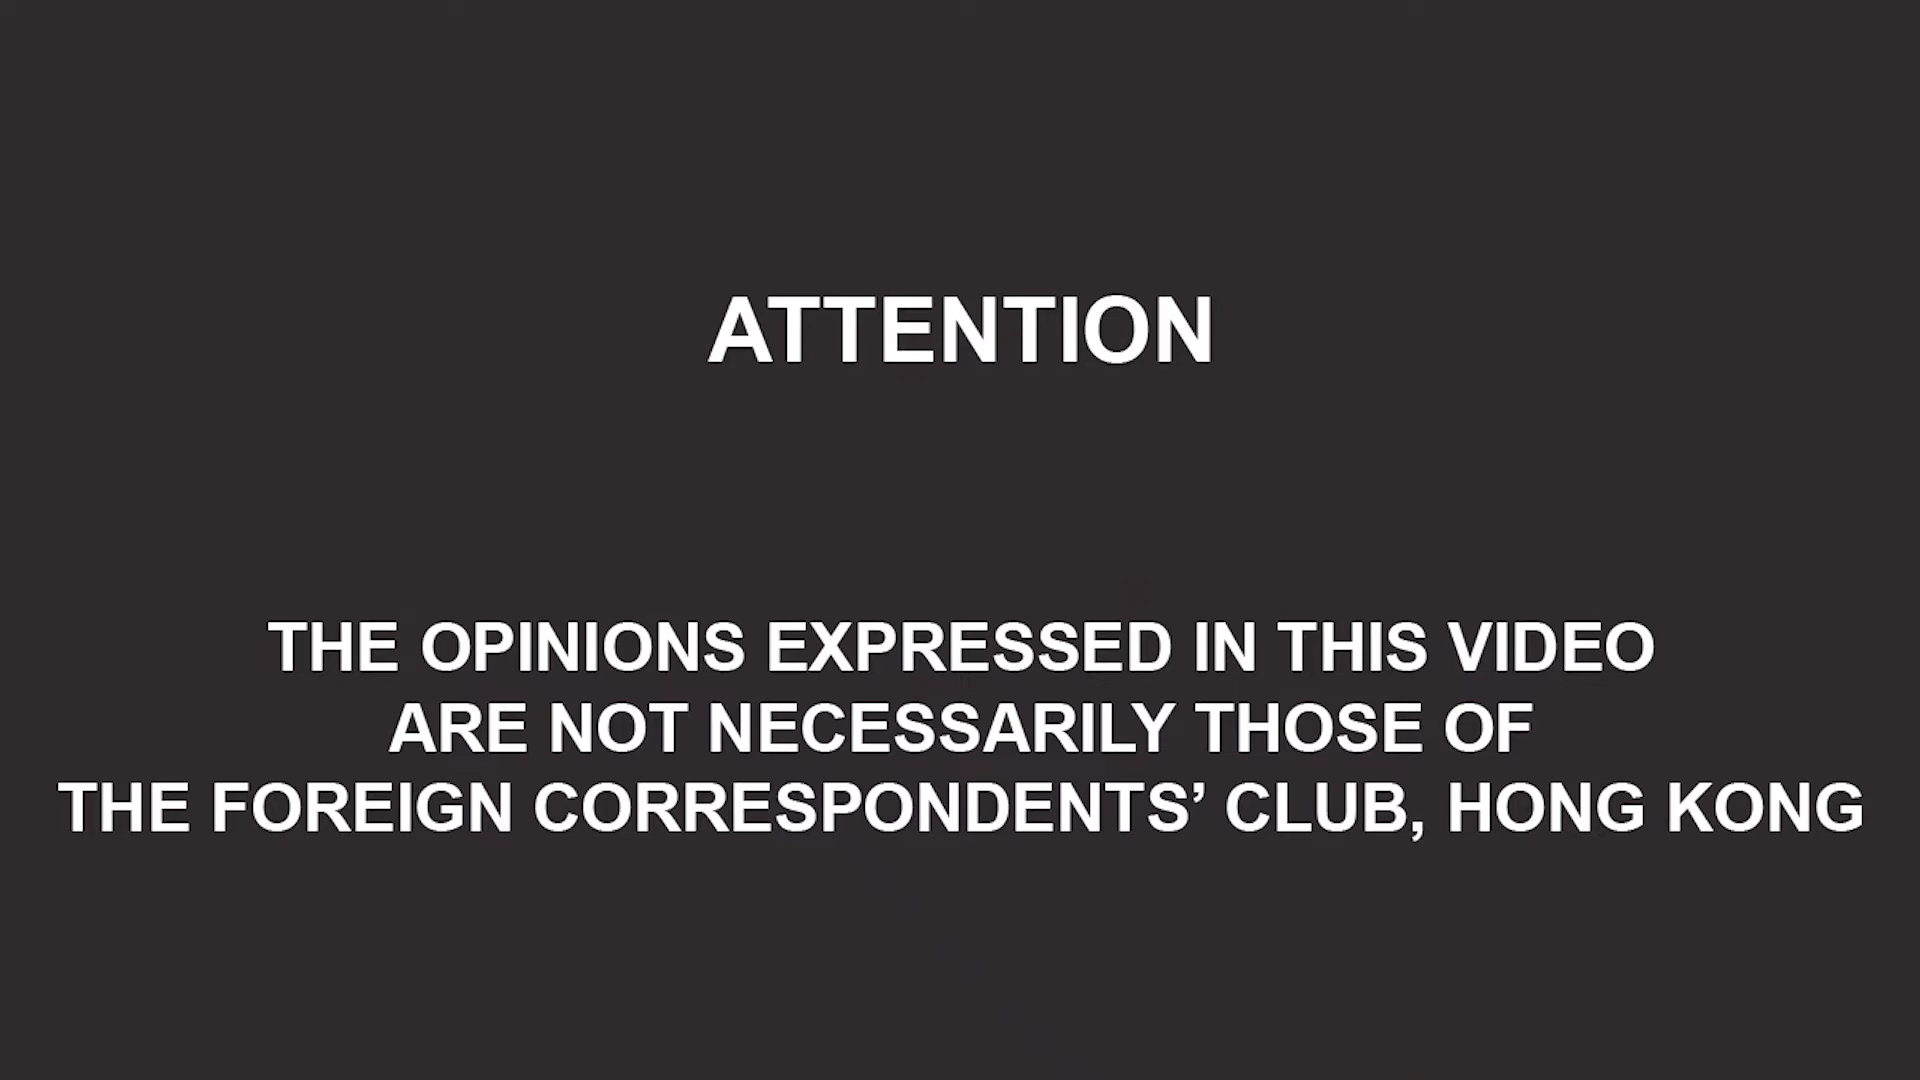 ATTENTION
THE OPINIONS EXPRESSED IN THIS VIDEO
ARE NOT NECESSARILY THOSE OF
THE FOREIGN CORRESPONDENTS’ CLUB, HONG KONG